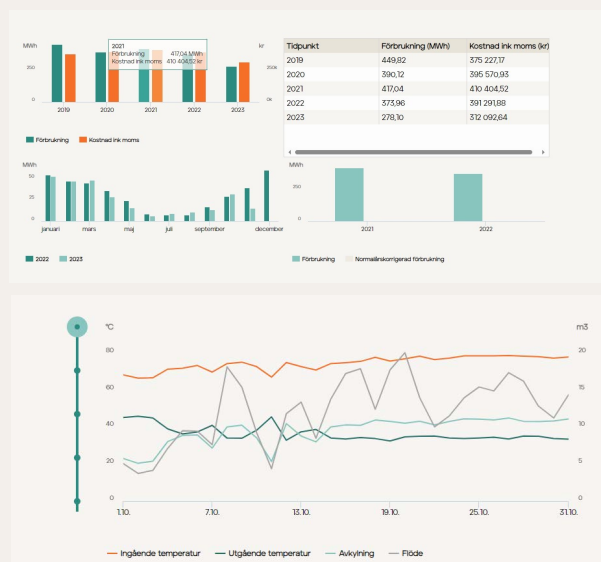 MWh
250
0
2021
Förbrukning 417,04 MWh
Kostnad ink moms 410 404,52 kr
kr
250k
0k
2019 2020 2021 2022 2023
Förbrukning Kostnad ink moms
Tidpunkt Förbrukning (MWh) Kostnad ink moms (kr)
2019 449,82 375 227,17
2020 390,12 395 570,93
2021 417,04 410 404,52
2022 373,96 391 291,88
2023 278,10 312 092,64
MWh
50
25
0
januari mars maj juli september december
2022 2023
MWh
250
0
2021 2022
Förbrukning Normalårskorrigerad förbrukning
°C m3
80 20
60 15
40 10
20 5
0 0
1.10. 7.10. 13.10. 19.10. 25.10. 31.10.
Ingående temperatur Utgående temperatur Avkylning Flöde